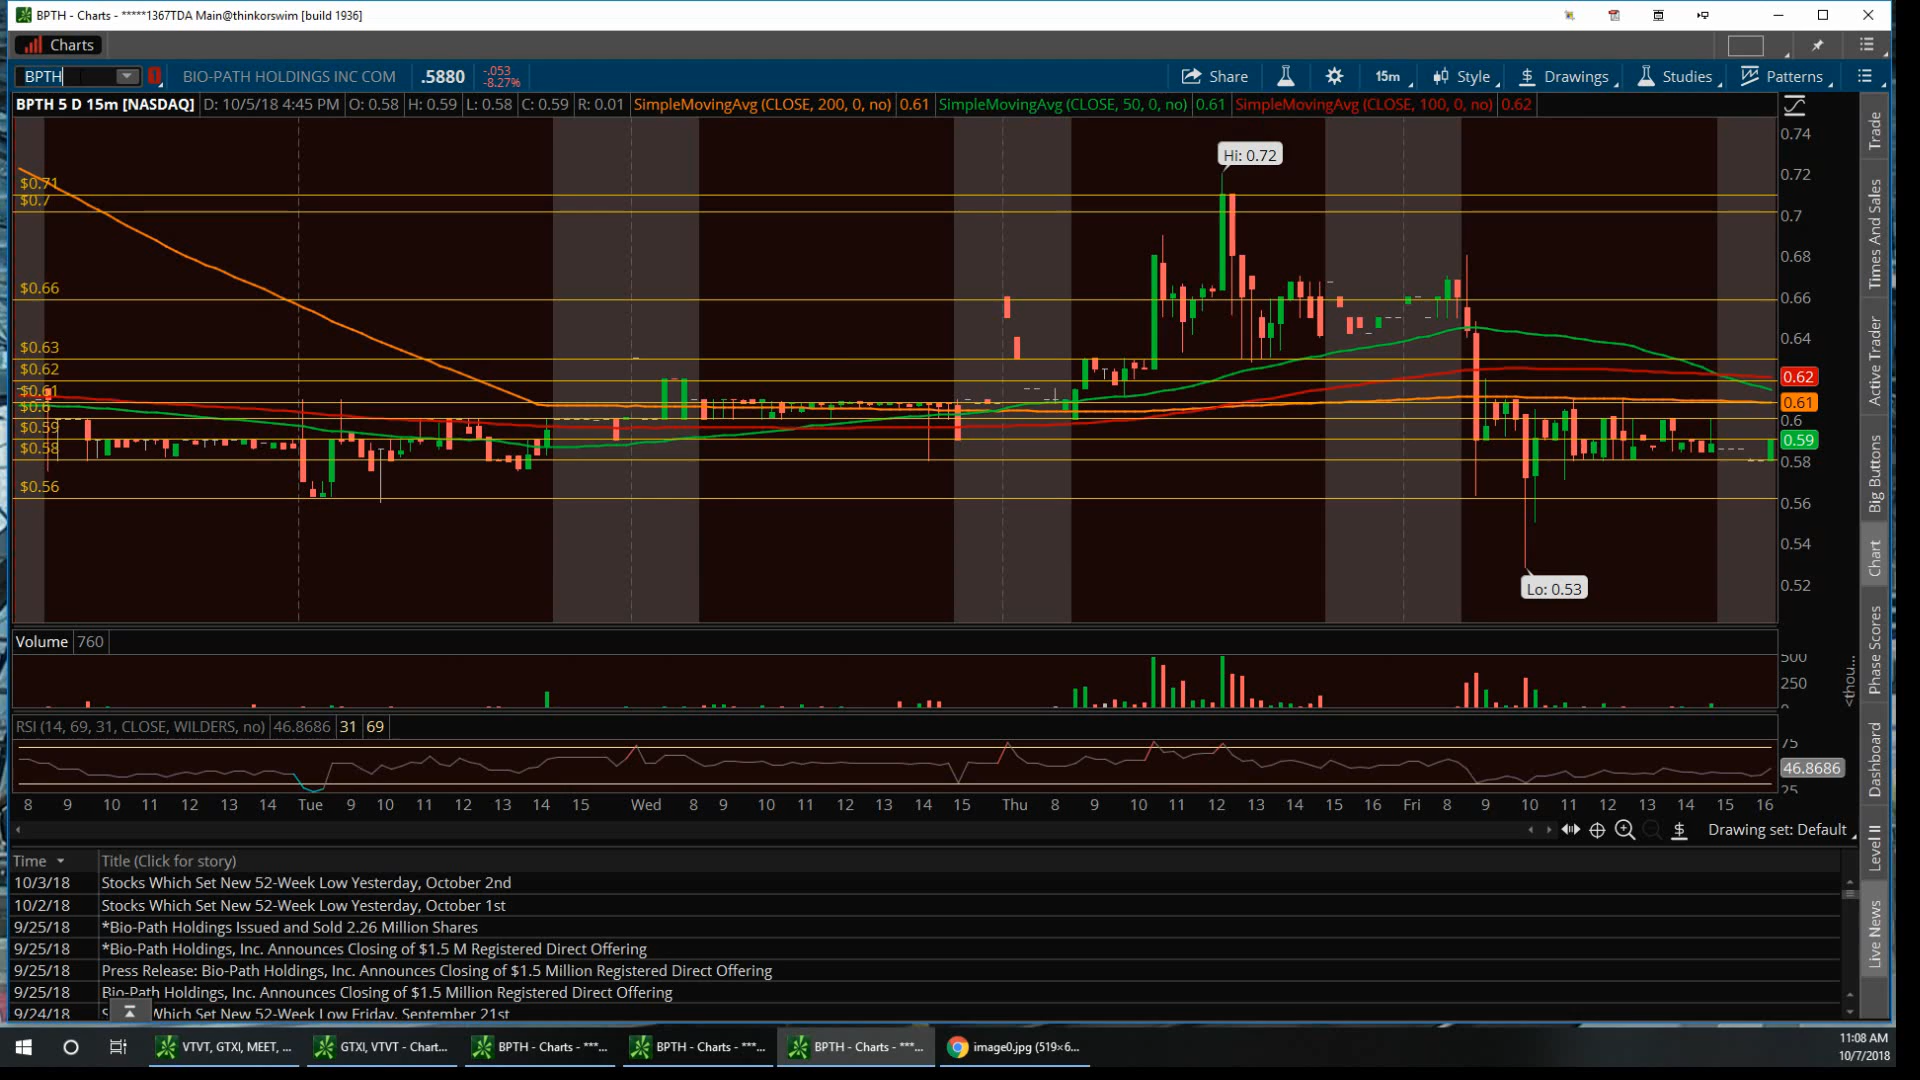 BPTH - Charts - *****1367TDA Main@thinkorswim [build 1936]
Charts
BPTH BIO-PATH HOLDINGS INC COM .5880 -.053 -8.27% Share 15m Style Drawings Studies Patterns
BPTH 5 D 15m [NASDAQ] D: 10/5/18 4:45 PM O: 0.58 H: 0.59 L: 0.58 C: 0.59 R: 0.01 SimpleMovingAvg (CLOSE, 200, 0, no) 0.61 SimpleMovingAvg (CLOSE, 50, 0, no) 0.61 SimpleMovingAvg (CLOSE, 100, 0, no) 0.62
0.74
Hi: 0.72
0.72
$0.71
$0.7
0.7
0.68
$0.66
0.66
0.64
$0.63
$0.62
0.62
$0.61
0.61
$0.6
0.6
$0.59
0.59
$0.58
0.58
$0.56
0.56
0.54
0.52
Lo: 0.53
Volume 760
500
250
0
<thou...
RSI (14, 69, 31, CLOSE, WILDERS, no) 46.8686 31 69
75
46.8686
25
8 9 10 11 12 13 14 Tue 9 10 11 12 13 14 15 Wed 8 9 10 11 12 13 14 15 Thu 8 9 10 11 12 13 14 15 16 Fri 8 9 10 11 12 13 14 15 16
Drawing set: Default
Time Title (Click for story)
10/3/18 Stocks Which Set New 52-Week Low Yesterday, October 2nd
10/2/18 Stocks Which Set New 52-Week Low Yesterday, October 1st
9/25/18 *Bio-Path Holdings Issued and Sold 2.26 Million Shares
9/25/18 *Bio-Path Holdings, Inc. Announces Closing of $1.5 M Registered Direct Offering
9/25/18 Press Release: Bio-Path Holdings, Inc. Announces Closing of $1.5 Million Registered Direct Offering
9/25/18 Bio-Path Holdings, Inc. Announces Closing of $1.5 Million Registered Direct Offering
9/24/18 S Which Set New 52-Week Low Friday, September 21st
Trade
Times And Sales
Active Trader
Big Buttons
Chart
Phase Scores
Dashboard
Level II
Live News
VTVT, GTXI, MEET, ...
GTXI, VTVT - Chart...
BPTH - Charts - ***...
BPTH - Charts - ***...
BPTH - Charts - ***...
image0.jpg (519×6...
11:08 AM
10/7/2018